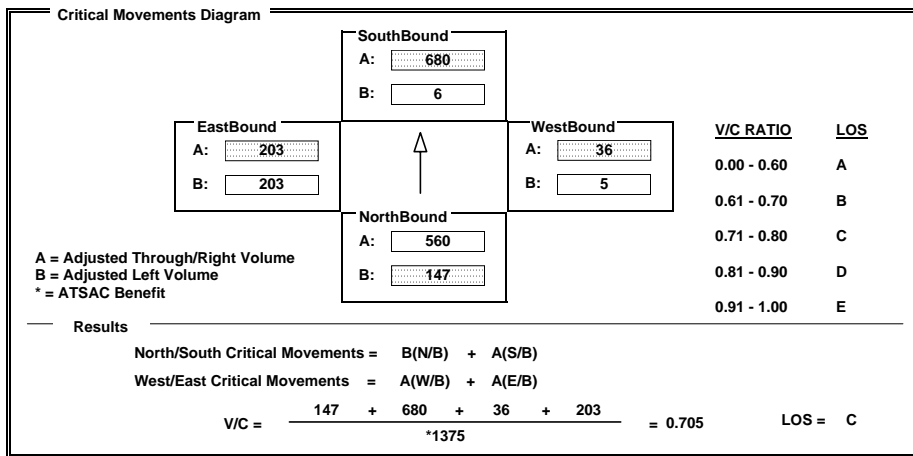 Critical Movements Diagram
SouthBound
A: 680
B: 6
EastBound
A: 203
B: 203
WestBound
A: 36
B: 5
NorthBound
A: 560
B: 147
V/C RATIO LOS
0.00 - 0.60 A
0.61 - 0.70 B
0.71 - 0.80 C
0.81 - 0.90 D
0.91 - 1.00 E
A = Adjusted Through/Right Volume
B = Adjusted Left Volume
* = ATSAC Benefit
Results
North/South Critical Movements = B(N/B) + A(S/B)
West/East Critical Movements = A(W/B) + A(E/B)
V/C = 147 + 680 + 36 + 203 = 0.705 LOS = C
*1375